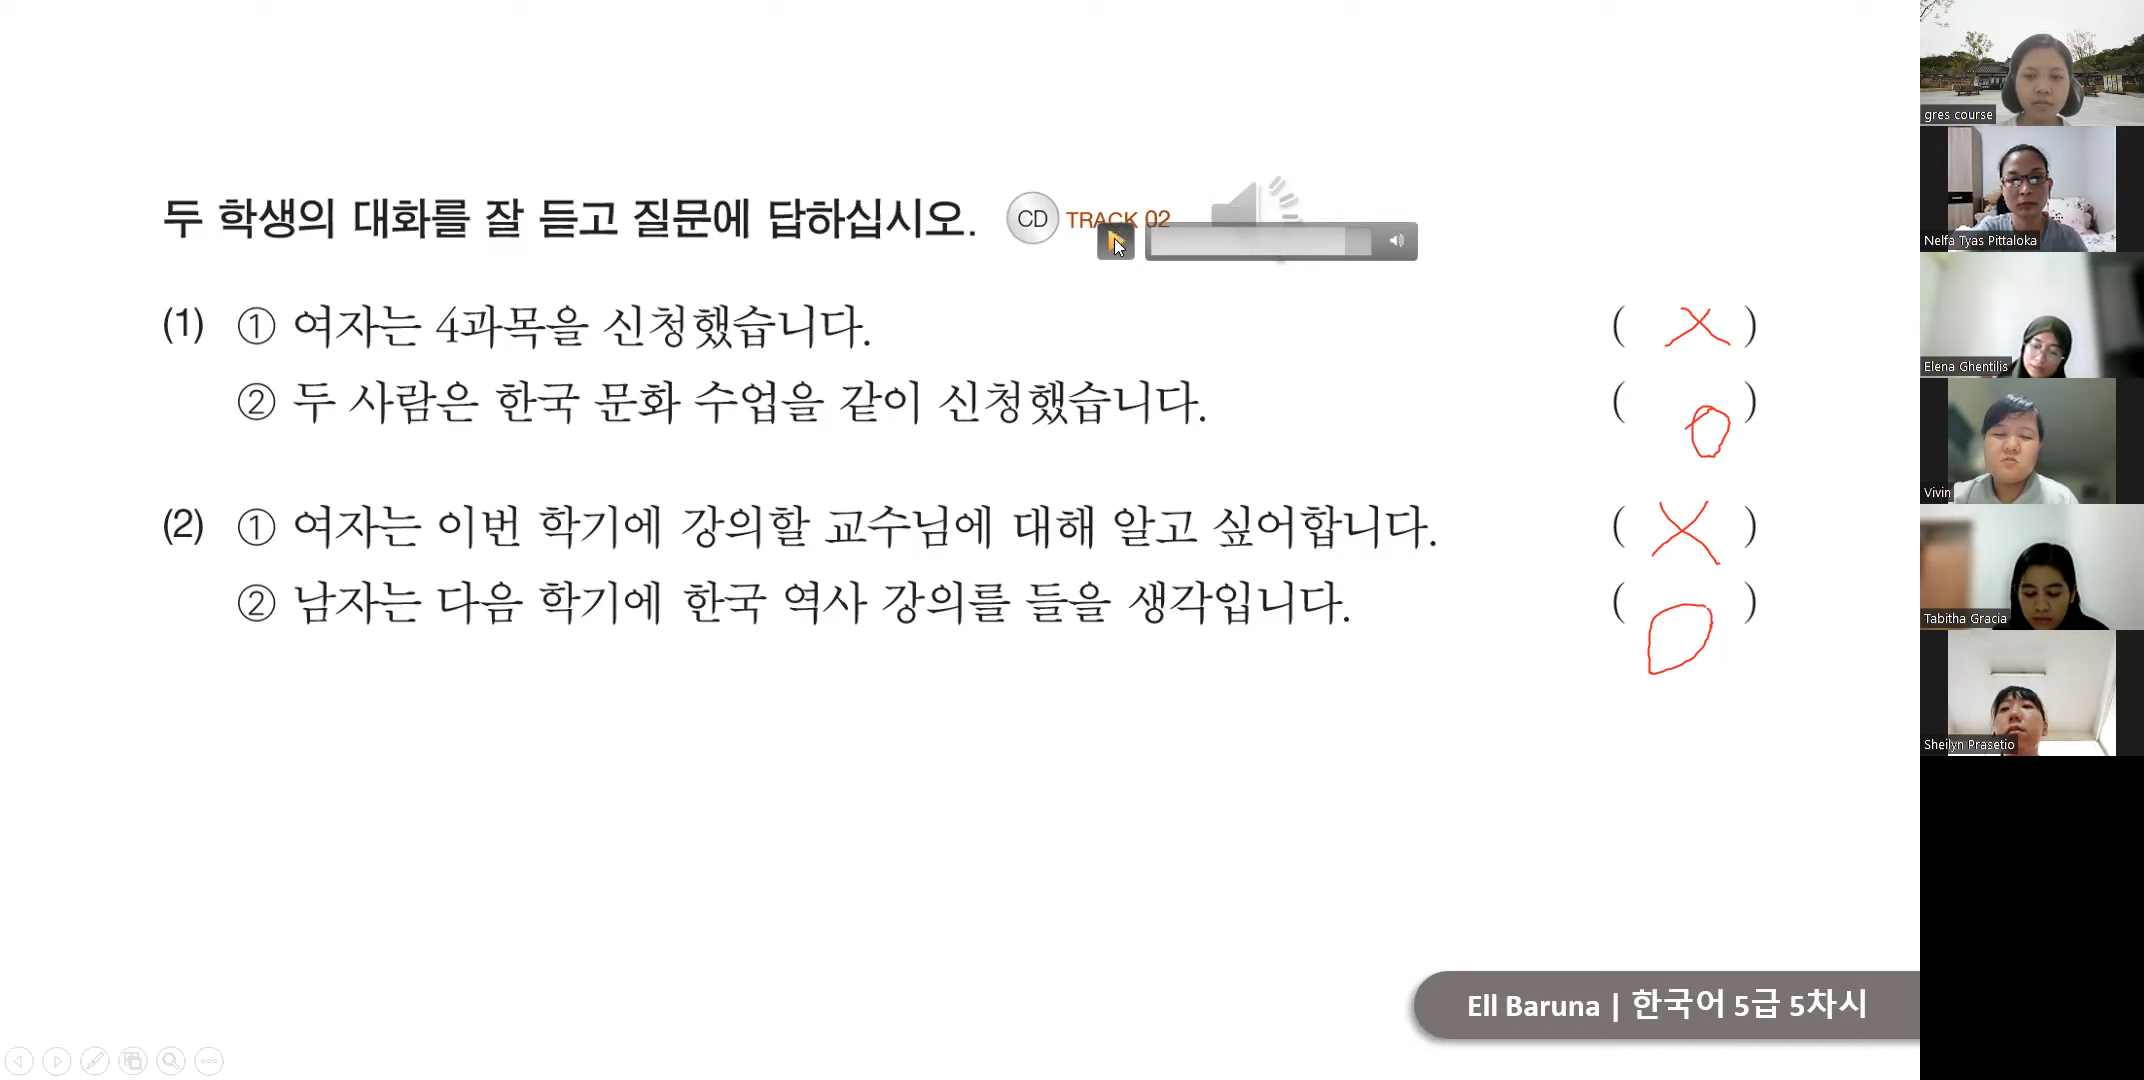 두 학생의 대화를 잘 듣고 질문에 답하십시오. CD TRACK 02
(1) ① 여자는 4과목을 신청했습니다. ( X )
② 두 사람은 한국 문화 수업을 같이 신청했습니다. ( O )
(2) ① 여자는 이번 학기에 강의할 교수님에 대해 알고 싶어합니다. ( X )
② 남자는 다음 학기에 한국 역사 강의를 들을 생각입니다. ( O )
Ell Baruna | 한국어 5급 5차시
gres course
Nelfa Tyas Pittaloka
Elena Ghentilis
Vivin
Tabitha Gracia
Sheilyn Prasetio